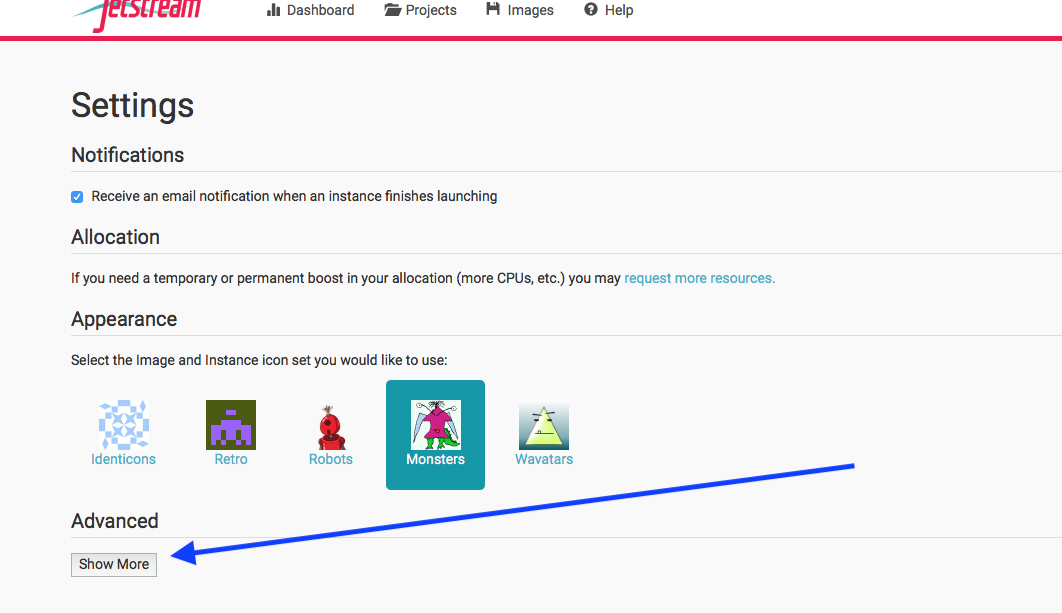 Jetstream
Dashboard Projects Images Help
Settings
Notifications
Receive an email notification when an instance finishes launching
Allocation
If you need a temporary or permanent boost in your allocation (more CPUs, etc.) you may request more resources.
Appearance
Select the Image and Instance icon set you would like to use:
Identicons Retro Robots Monsters Wavatars
Advanced
Show More